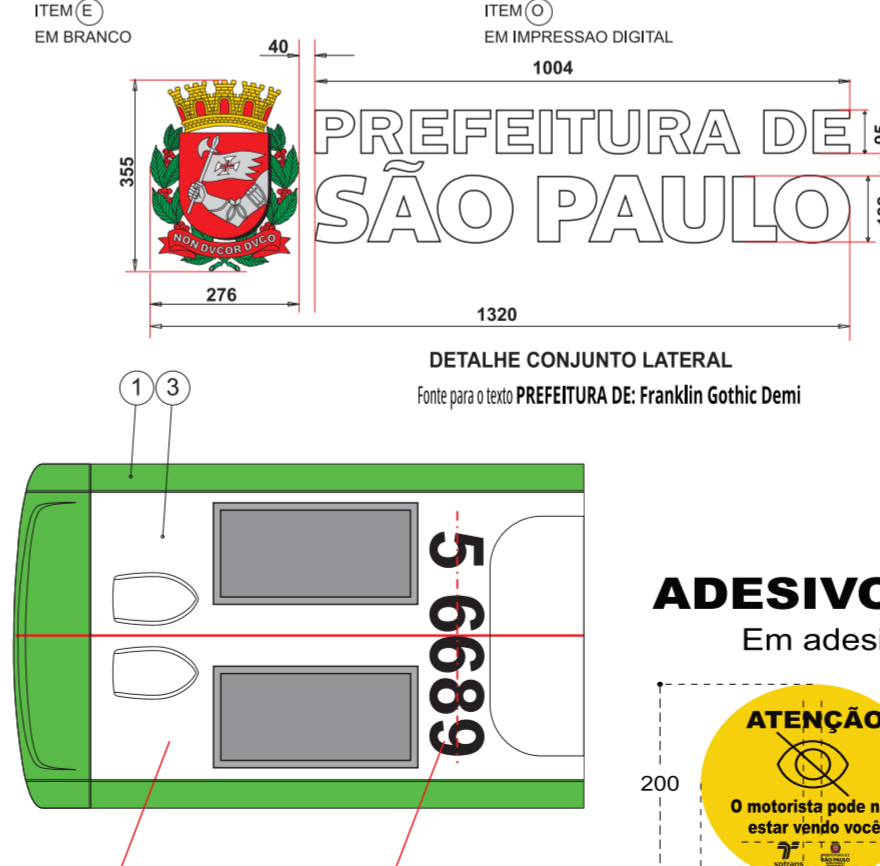 ITEM E
EM BRANCO
ITEM O
EM IMPRESSAO DIGITAL
40
1004
355
PREFEITURA DE
SÃO PAULO
NON DVCOR DVCO
276
1320
DETALHE CONJUNTO LATERAL
Fonte para o texto PREFEITURA DE: Franklin Gothic Demi
1 3
5 6689
ADESIVO
Em adesi
200
ATENÇÃO
O motorista pode n
estar vendo você
sptrans
SÃO PAULO